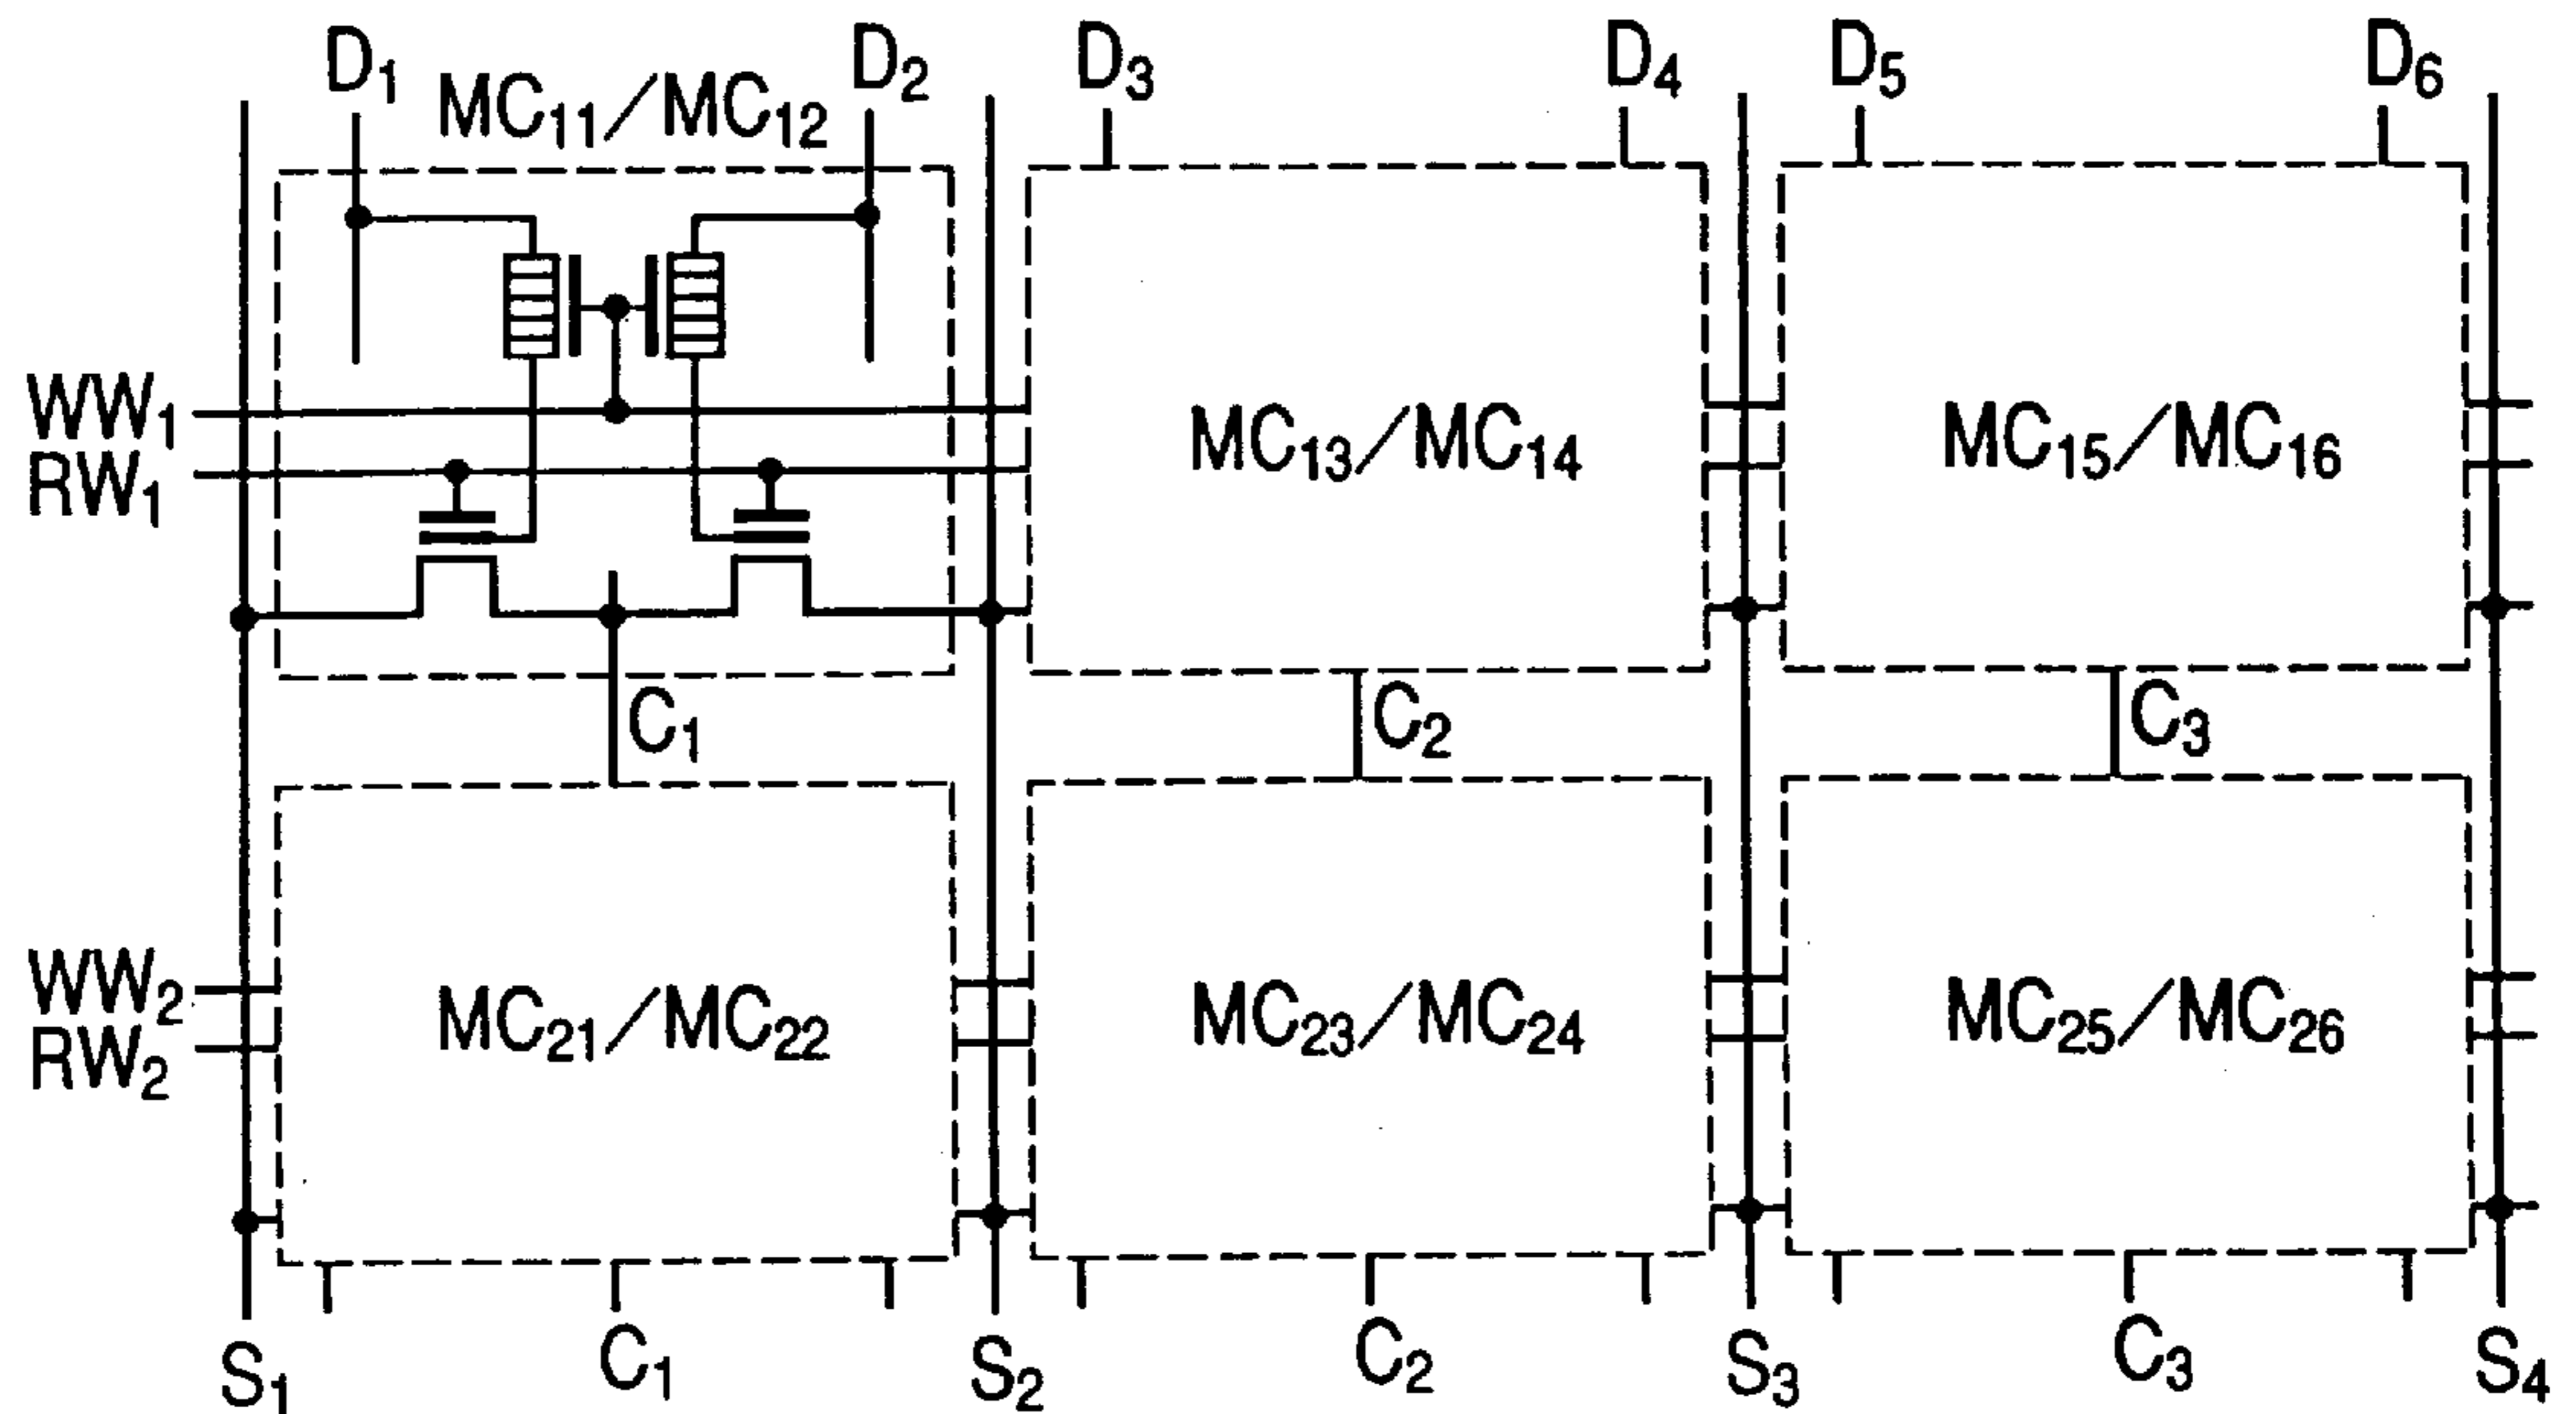 D₁ MC₁₁/MC₁₂ D₂ D₃ D₄ D₅ D₆
WW₁
RW₁
MC₁₃/MC₁₄ MC₁₅/MC₁₆
C₁ C₂ C₃
WW₂
RW₂
MC₂₁/MC₂₂ MC₂₃/MC₂₄ MC₂₅/MC₂₆
S₁ C₁ S₂ C₂ S₃ C₃ S₄